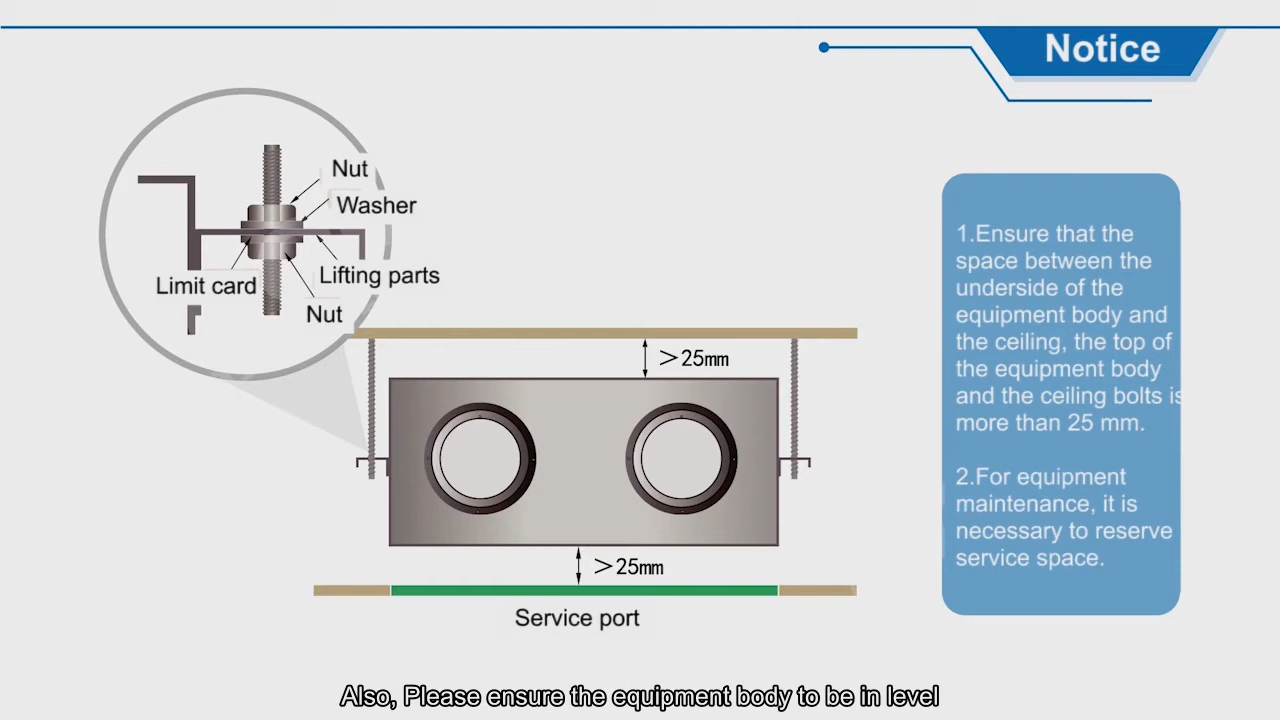 Notice
Nut
Washer
Limit card
Lifting parts
Nut
>25mm
1.Ensure that the
space between the
underside of the
equipment body and
the ceiling, the top of
the equipment body
and the ceiling bolts is
more than 25 mm.
2.For equipment
maintenance, it is
necessary to reserve
service space.
>25mm
Service port
Also, Please ensure the equipment body to be in level